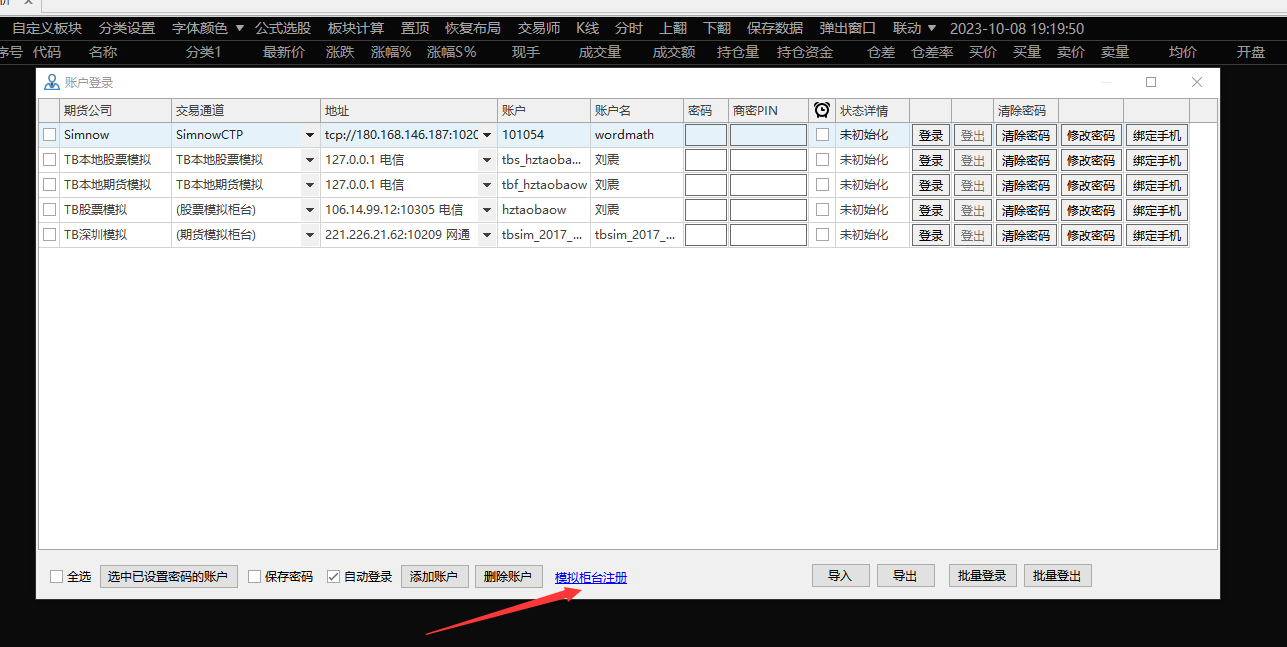 自定义板块 分类设置 字体颜色 公式选股 板块计算 置顶 恢复布局 交易师 K线 分时 上翻 下翻 保存数据 弹出窗口 联动 2023-10-08 19:19:50
序号 代码 名称 分类1 最新价 涨跌 涨幅% 涨幅S% 现手 成交量 成交额 持仓量 持仓资金 仓差 仓差率 买价 买量 卖价 卖量 均价 开盘
账户登录
期货公司 交易通道 地址 账户 账户名 密码 商密PIN 状态详情 清除密码
Simnow SimnowCTP tcp://180.168.146.187:1020 101054 wordmath 未初始化 登录 登出 清除密码 修改密码 绑定手机
TB本地股票模拟 TB本地股票模拟 127.0.0.1 电信 tbs_hztaoba... 刘震 未初始化 登录 登出 清除密码 修改密码 绑定手机
TB本地期货模拟 TB本地期货模拟 127.0.0.1 电信 tbf_hztaobaow 刘震 未初始化 登录 登出 清除密码 修改密码 绑定手机
TB股票模拟 (股票模拟柜台) 106.14.99.12:10305 电信 hztaobaow 刘震 未初始化 登录 登出 清除密码 修改密码 绑定手机
TB深圳模拟 (期货模拟柜台) 221.226.21.62:10209 网通 tbsim_2017_... tbsim_2017_... 未初始化 登录 登出 清除密码 修改密码 绑定手机
全选 选中已设置密码的账户 保存密码 自动登录 添加账户 删除账户 模拟柜台注册 导入 导出 批量登录 批量登出